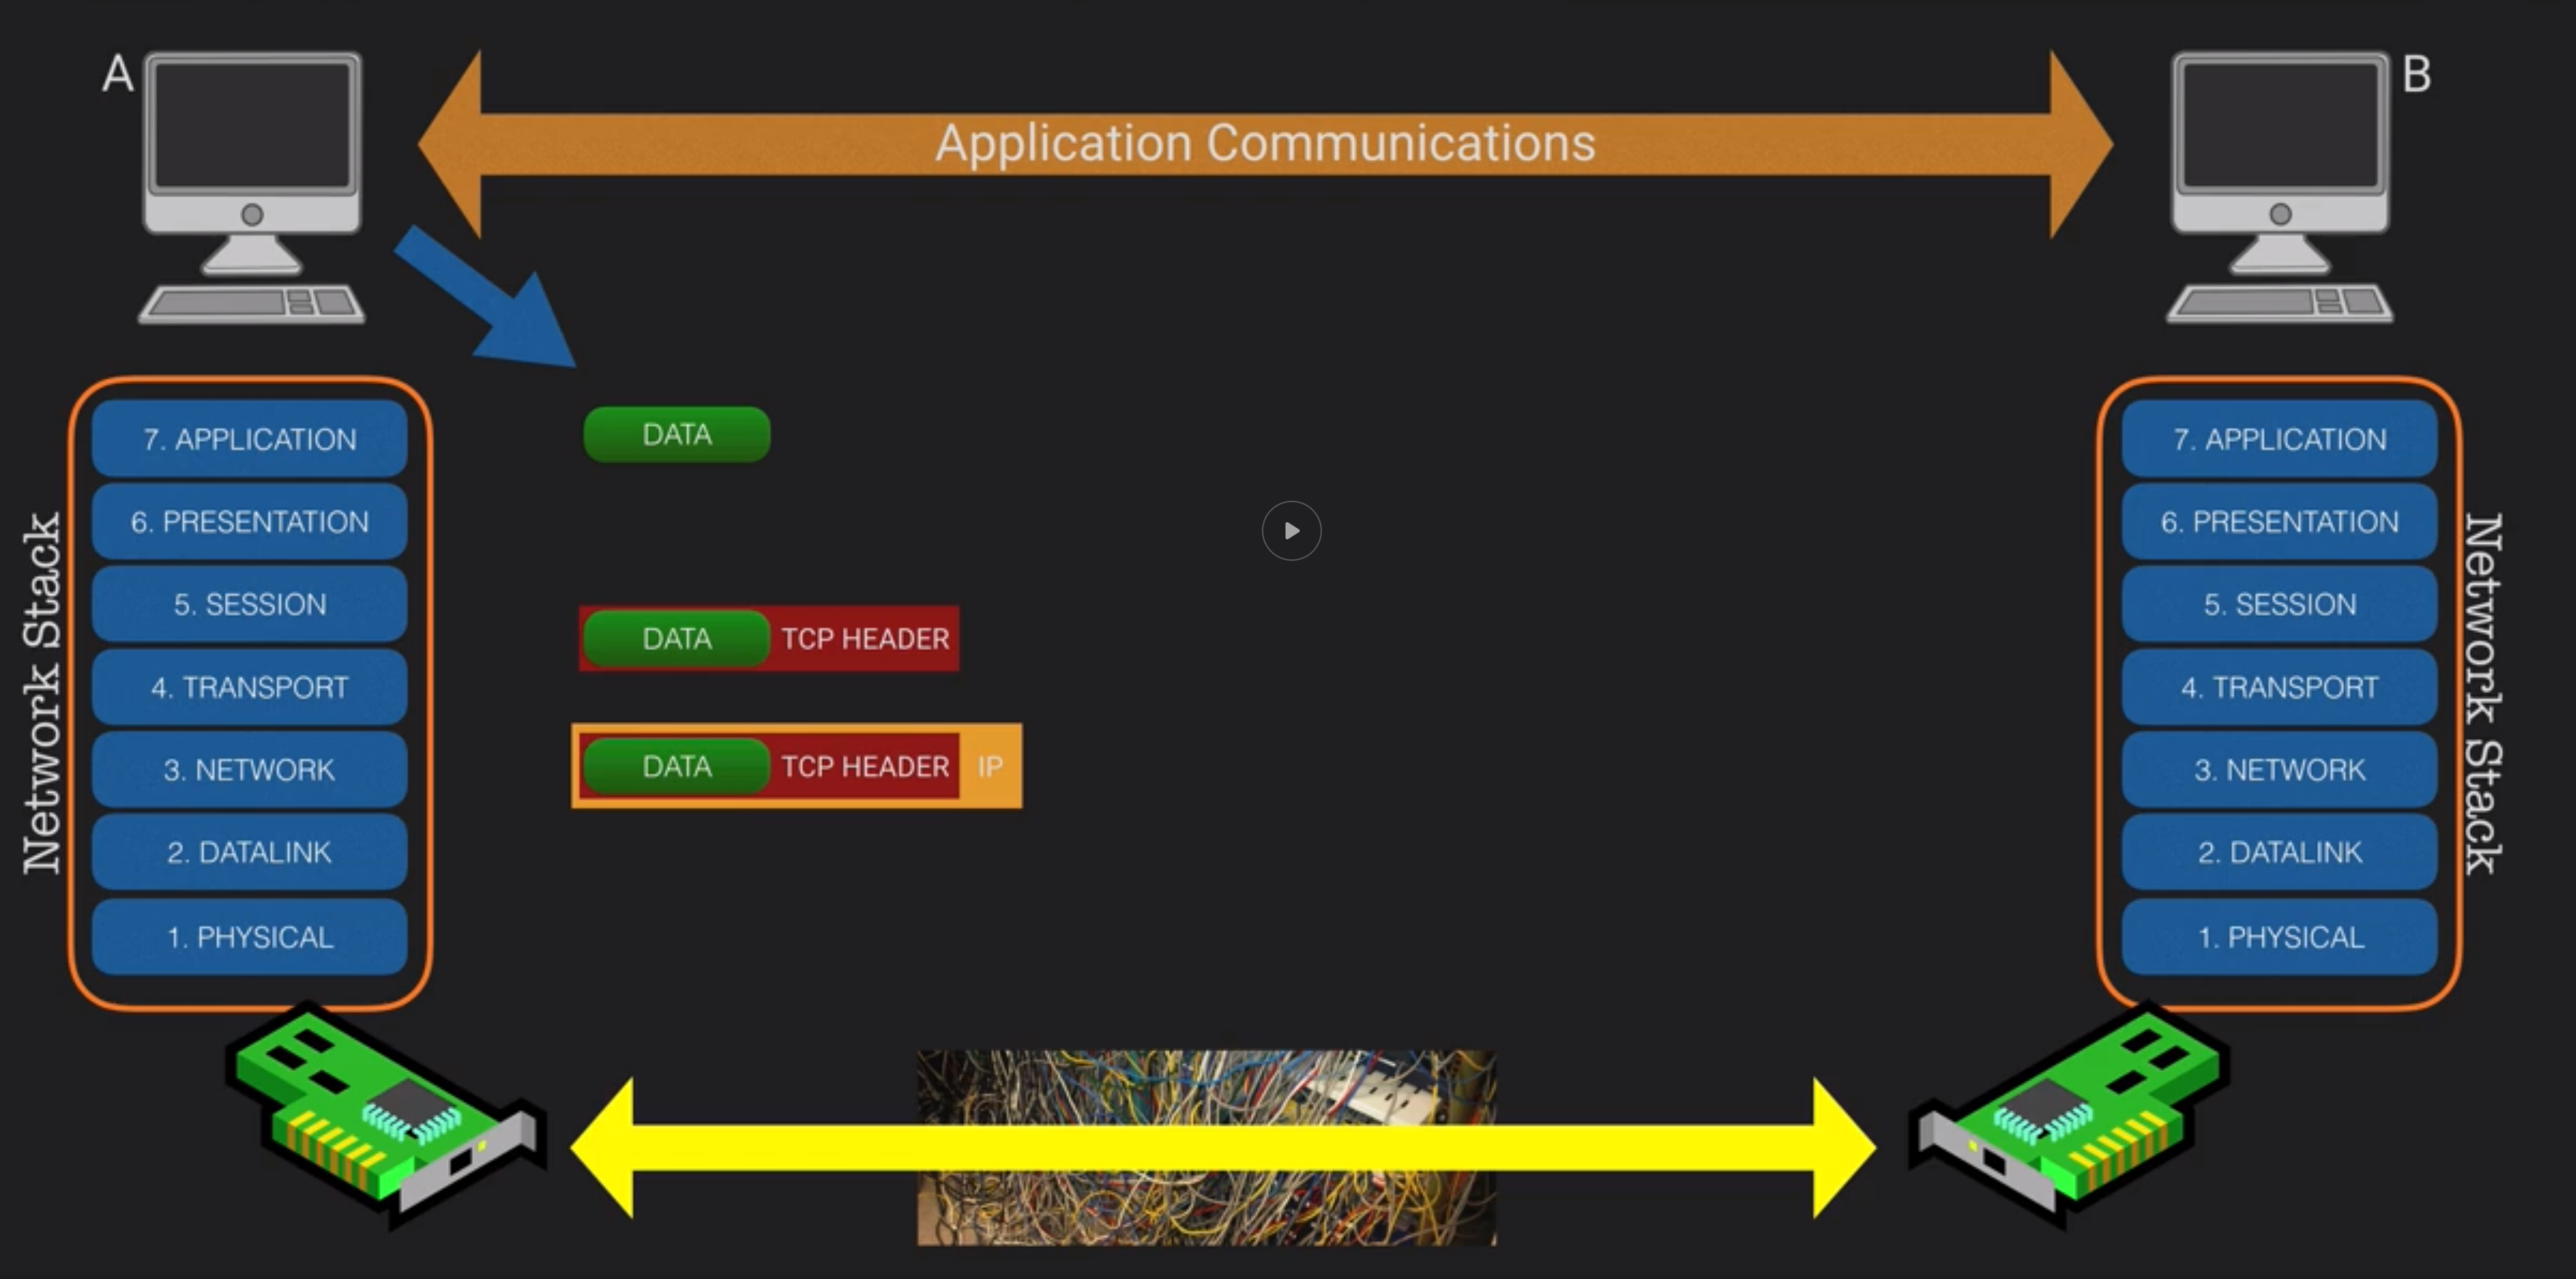 A
Application Communications
B
Network Stack
7. APPLICATION
6. PRESENTATION
5. SESSION
4. TRANSPORT
3. NETWORK
2. DATALINK
1. PHYSICAL
DATA
DATA TCP HEADER
DATA TCP HEADER IP
7. APPLICATION
6. PRESENTATION
5. SESSION
4. TRANSPORT
3. NETWORK
2. DATALINK
1. PHYSICAL
Network Stack